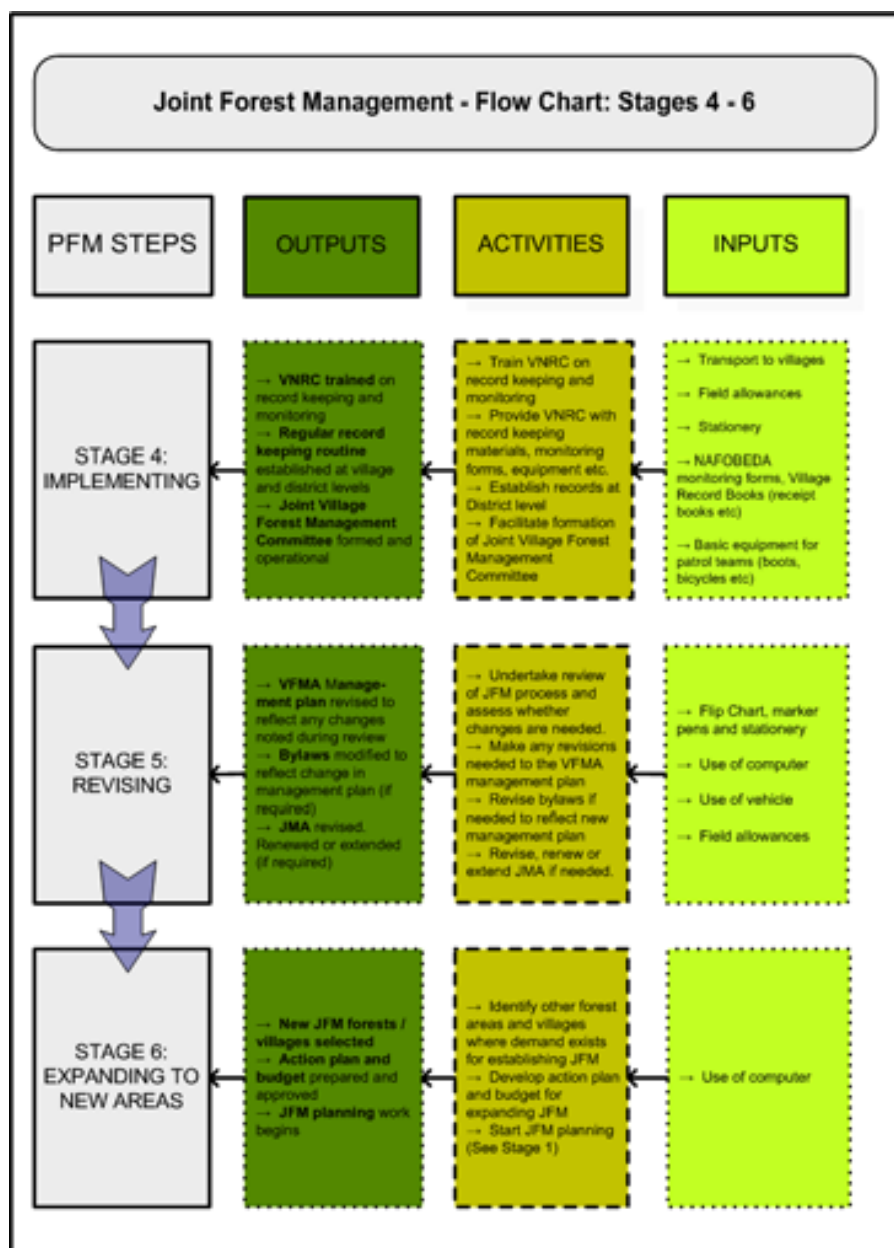 Joint Forest Management - Flow Chart: Stages 4 - 6
PFM STEPS
OUTPUTS
ACTIVITIES
INPUTS
STAGE 4:
IMPLEMENTING
→ VNRC trained on
record keeping and
monitoring
→ Regular record
keeping routine
established at village
and district levels
→ Joint Village
Forest Management
Committee formed and
operational
→ Train VNRC on
record keeping and
monitoring
→ Provide VNRC with
record keeping
materials, monitoring
forms, equipment etc.
→ Establish records at
District level
→ Facilitate formation
of Joint Village Forest
Management
Committee
→ Transport to villages
→ Field allowances
→ Stationery
→ NAFOBEDA
monitoring forms, Village
Record Books (receipt
books etc)
→ Basic equipment for
patrol teams (boots,
bicycles etc)
STAGE 5:
REVISING
→ VFMA Manage-
ment plan revised to
reflect any changes
noted during review
→ Bylaws modified to
reflect change in
management plan (if
required)
→ JMA revised.
Renewed or extended
(if required)
→ Undertake review
of JFM process and
assess whether
changes are needed.
→ Make any revisions
needed to the VFMA
management plan
→ Revise bylaws if
needed to reflect new
management plan
→ Revise, renew or
extend JMA if needed.
→ Flip Chart, marker
pens and stationery
→ Use of computer
→ Use of vehicle
→ Field allowances
STAGE 6:
EXPANDING TO
NEW AREAS
→ New JFM forests /
villages selected
→ Action plan and
budget prepared and
approved
→ JFM planning work
begins
→ Identify other forest
areas and villages
where demand exists
for establishing JFM
→ Develop action plan
and budget for
expanding JFM
→ Start JFM planning
(See Stage 1)
→ Use of computer